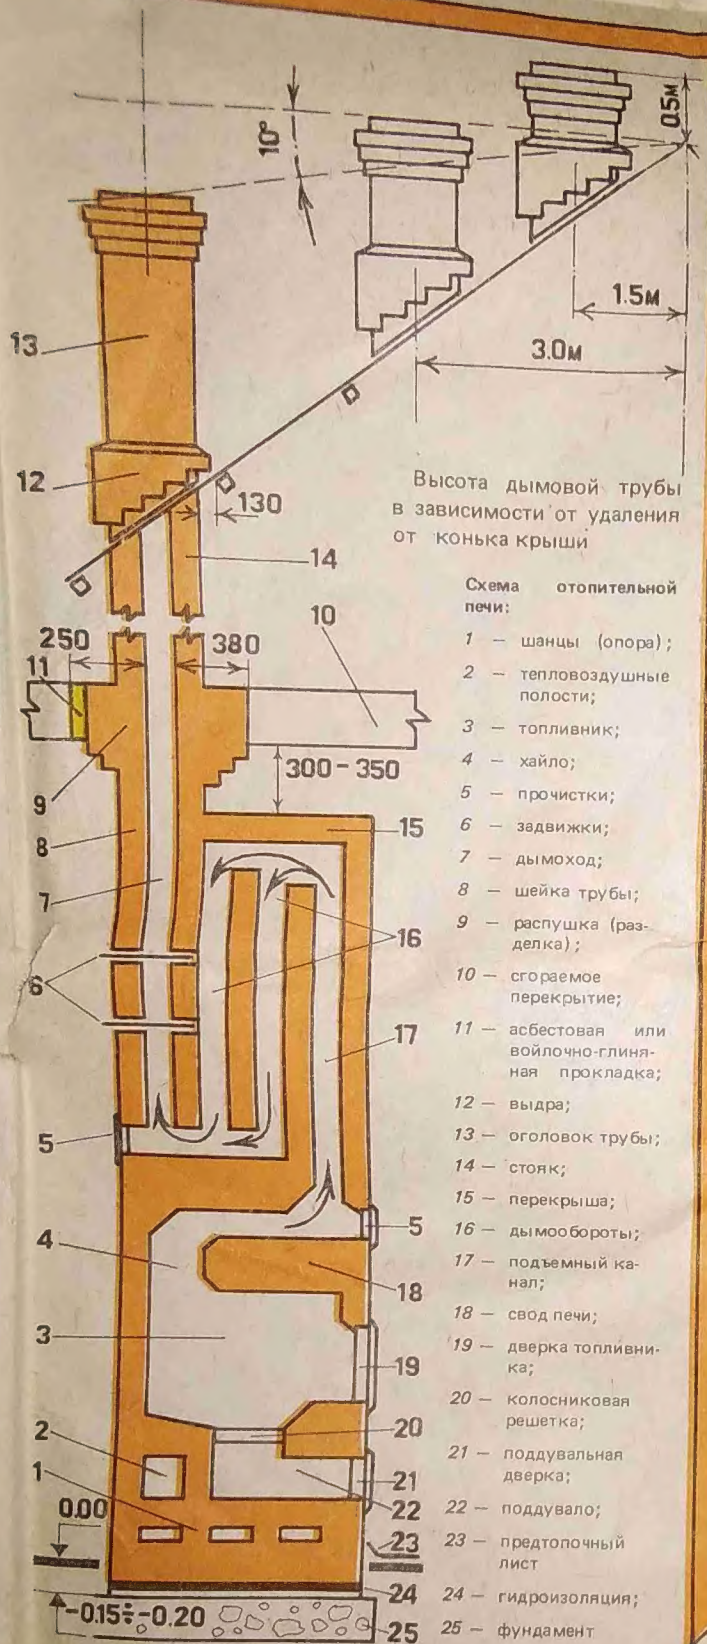 0.5м
10°
1.5м
3.0м
13
12
130
Высота дымовой трубы
в зависимости от удаления
от конька крыши
14
Схема отопительной
печи:
10
250
380
11
1 — шанцы (опора);
2 — тепловоздушные
полости;
3 — топливник;
4 — хайло;
5 — прочистки;
6 — задвижки;
7 — дымоход;
8 — шейка трубы;
9 — распушка (раз-
делка);
10 — сгораемое
перекрытие;
11 — асбестовая или
войлочно-глиня-
ная прокладка;
12 — выдра;
13 — оголовок трубы;
14 — стояк;
15 — перекрыша;
16 — дымообороты;
17 — подъемный ка-
нал;
18 — свод печи;
19 — дверка топливни-
ка;
20 — колосниковая
решетка;
21 — поддувальная
дверка;
22 — поддувало;
23 — предтопочный
лист
24 — гидроизоляция;
25 — фундамент
300-350
9
8
15
7
16
6
17
5
5
4
18
3
19
2
20
1
21
22
0.00
23
24
-0.15÷-0.20
25